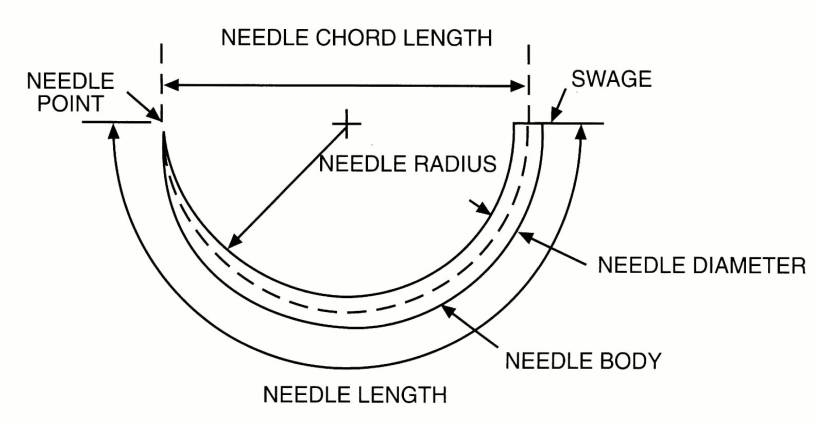 NEEDLE CHORD LENGTH
NEEDLE
POINT
SWAGE
NEEDLE RADIUS
NEEDLE DIAMETER
NEEDLE BODY
NEEDLE LENGTH